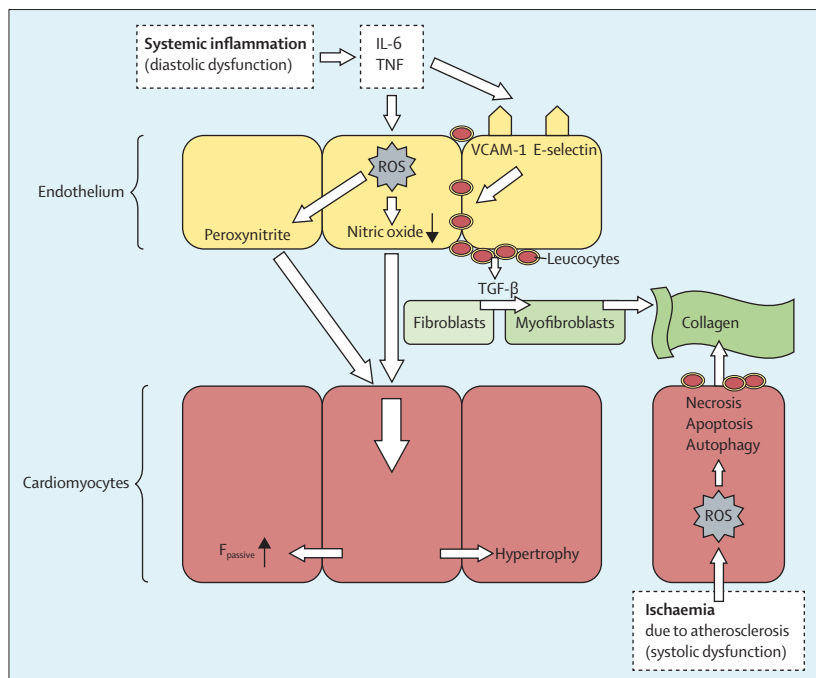 Systemic inflammation
(diastolic dysfunction)
IL-6
TNF
VCAM-1 E-selectin
ROS
Endothelium
Peroxynitrite
Nitric oxide
Leucocytes
TGF-β
Fibroblasts
Myofibroblasts
Collagen
Necrosis
Apoptosis
Autophagy
Cardiomyocytes
ROS
Fpassive
Hypertrophy
Ischaemia
due to atherosclerosis
(systolic dysfunction)